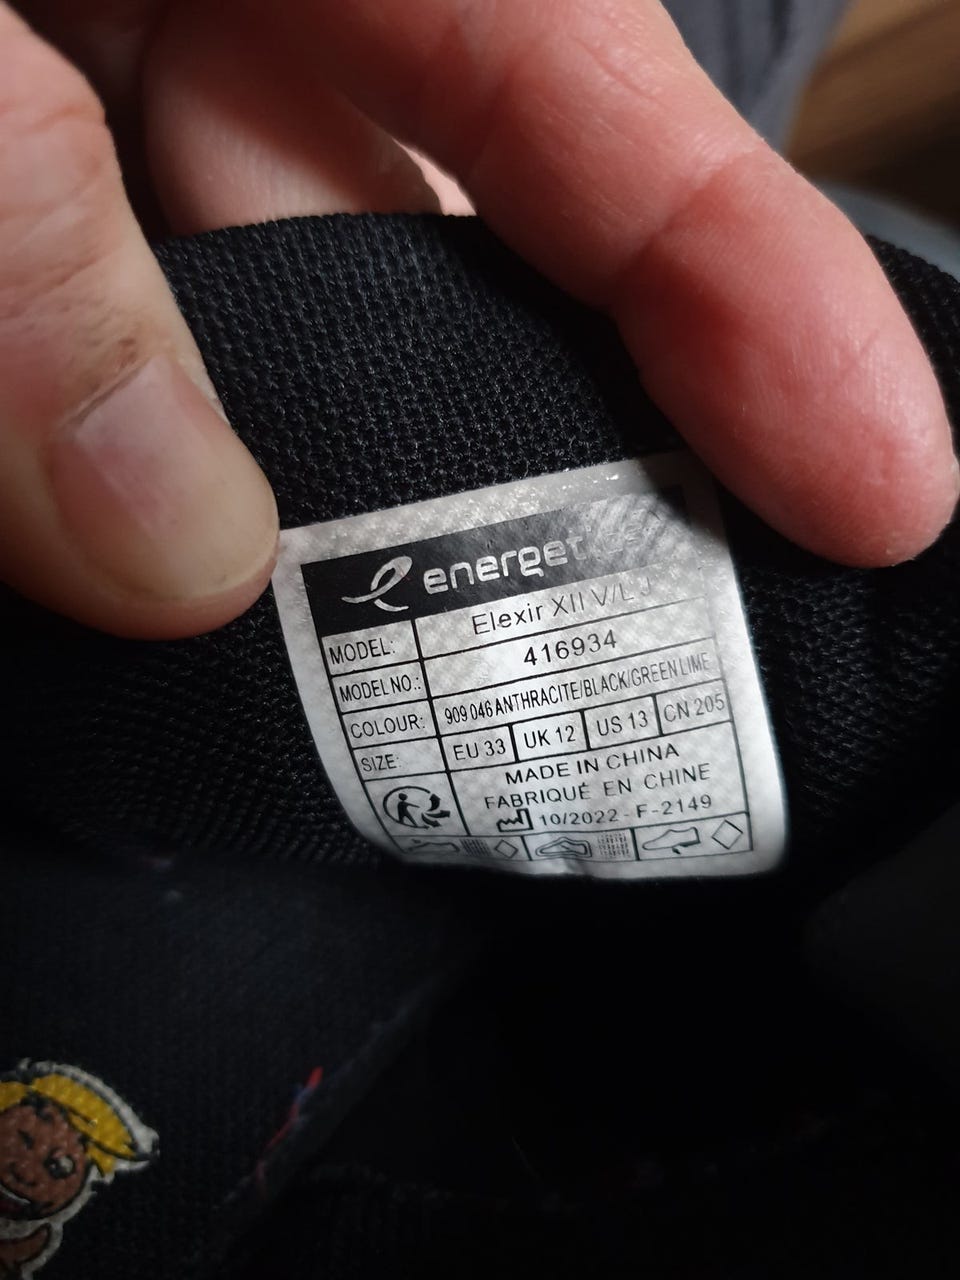 energetics
MODEL: Elexir XII V/L J
MODEL NO.: 416934
COLOUR: 909 046 ANTHRACITE/BLACK/GREEN LIME
SIZE: EU 33 UK 12 US 13 CN 205
MADE IN CHINA
FABRIQUÉ EN CHINE
10/2022 - F-2149